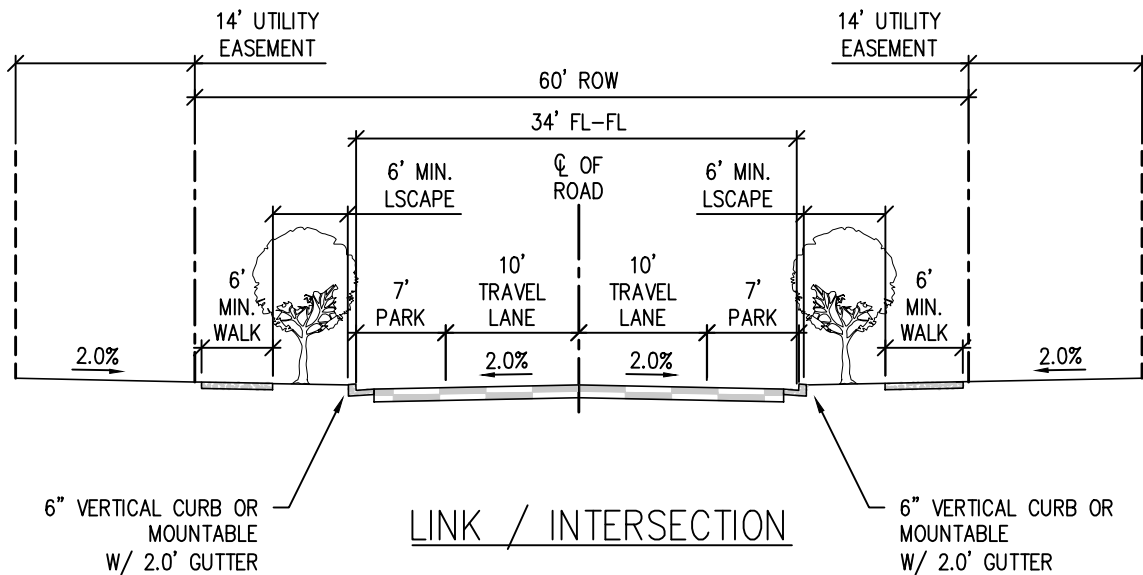 14' UTILITY
EASEMENT
14' UTILITY
EASEMENT
60' ROW
34' FL-FL
6' MIN.
LSCAPE
℄ OF
ROAD
6' MIN.
LSCAPE
6'
MIN.
WALK
7'
PARK
10'
TRAVEL
LANE
10'
TRAVEL
LANE
7'
PARK
6'
MIN.
WALK
2.0%
2.0%
2.0%
2.0%
6" VERTICAL CURB OR
MOUNTABLE
W/ 2.0' GUTTER
LINK / INTERSECTION
6" VERTICAL CURB OR
MOUNTABLE
W/ 2.0' GUTTER